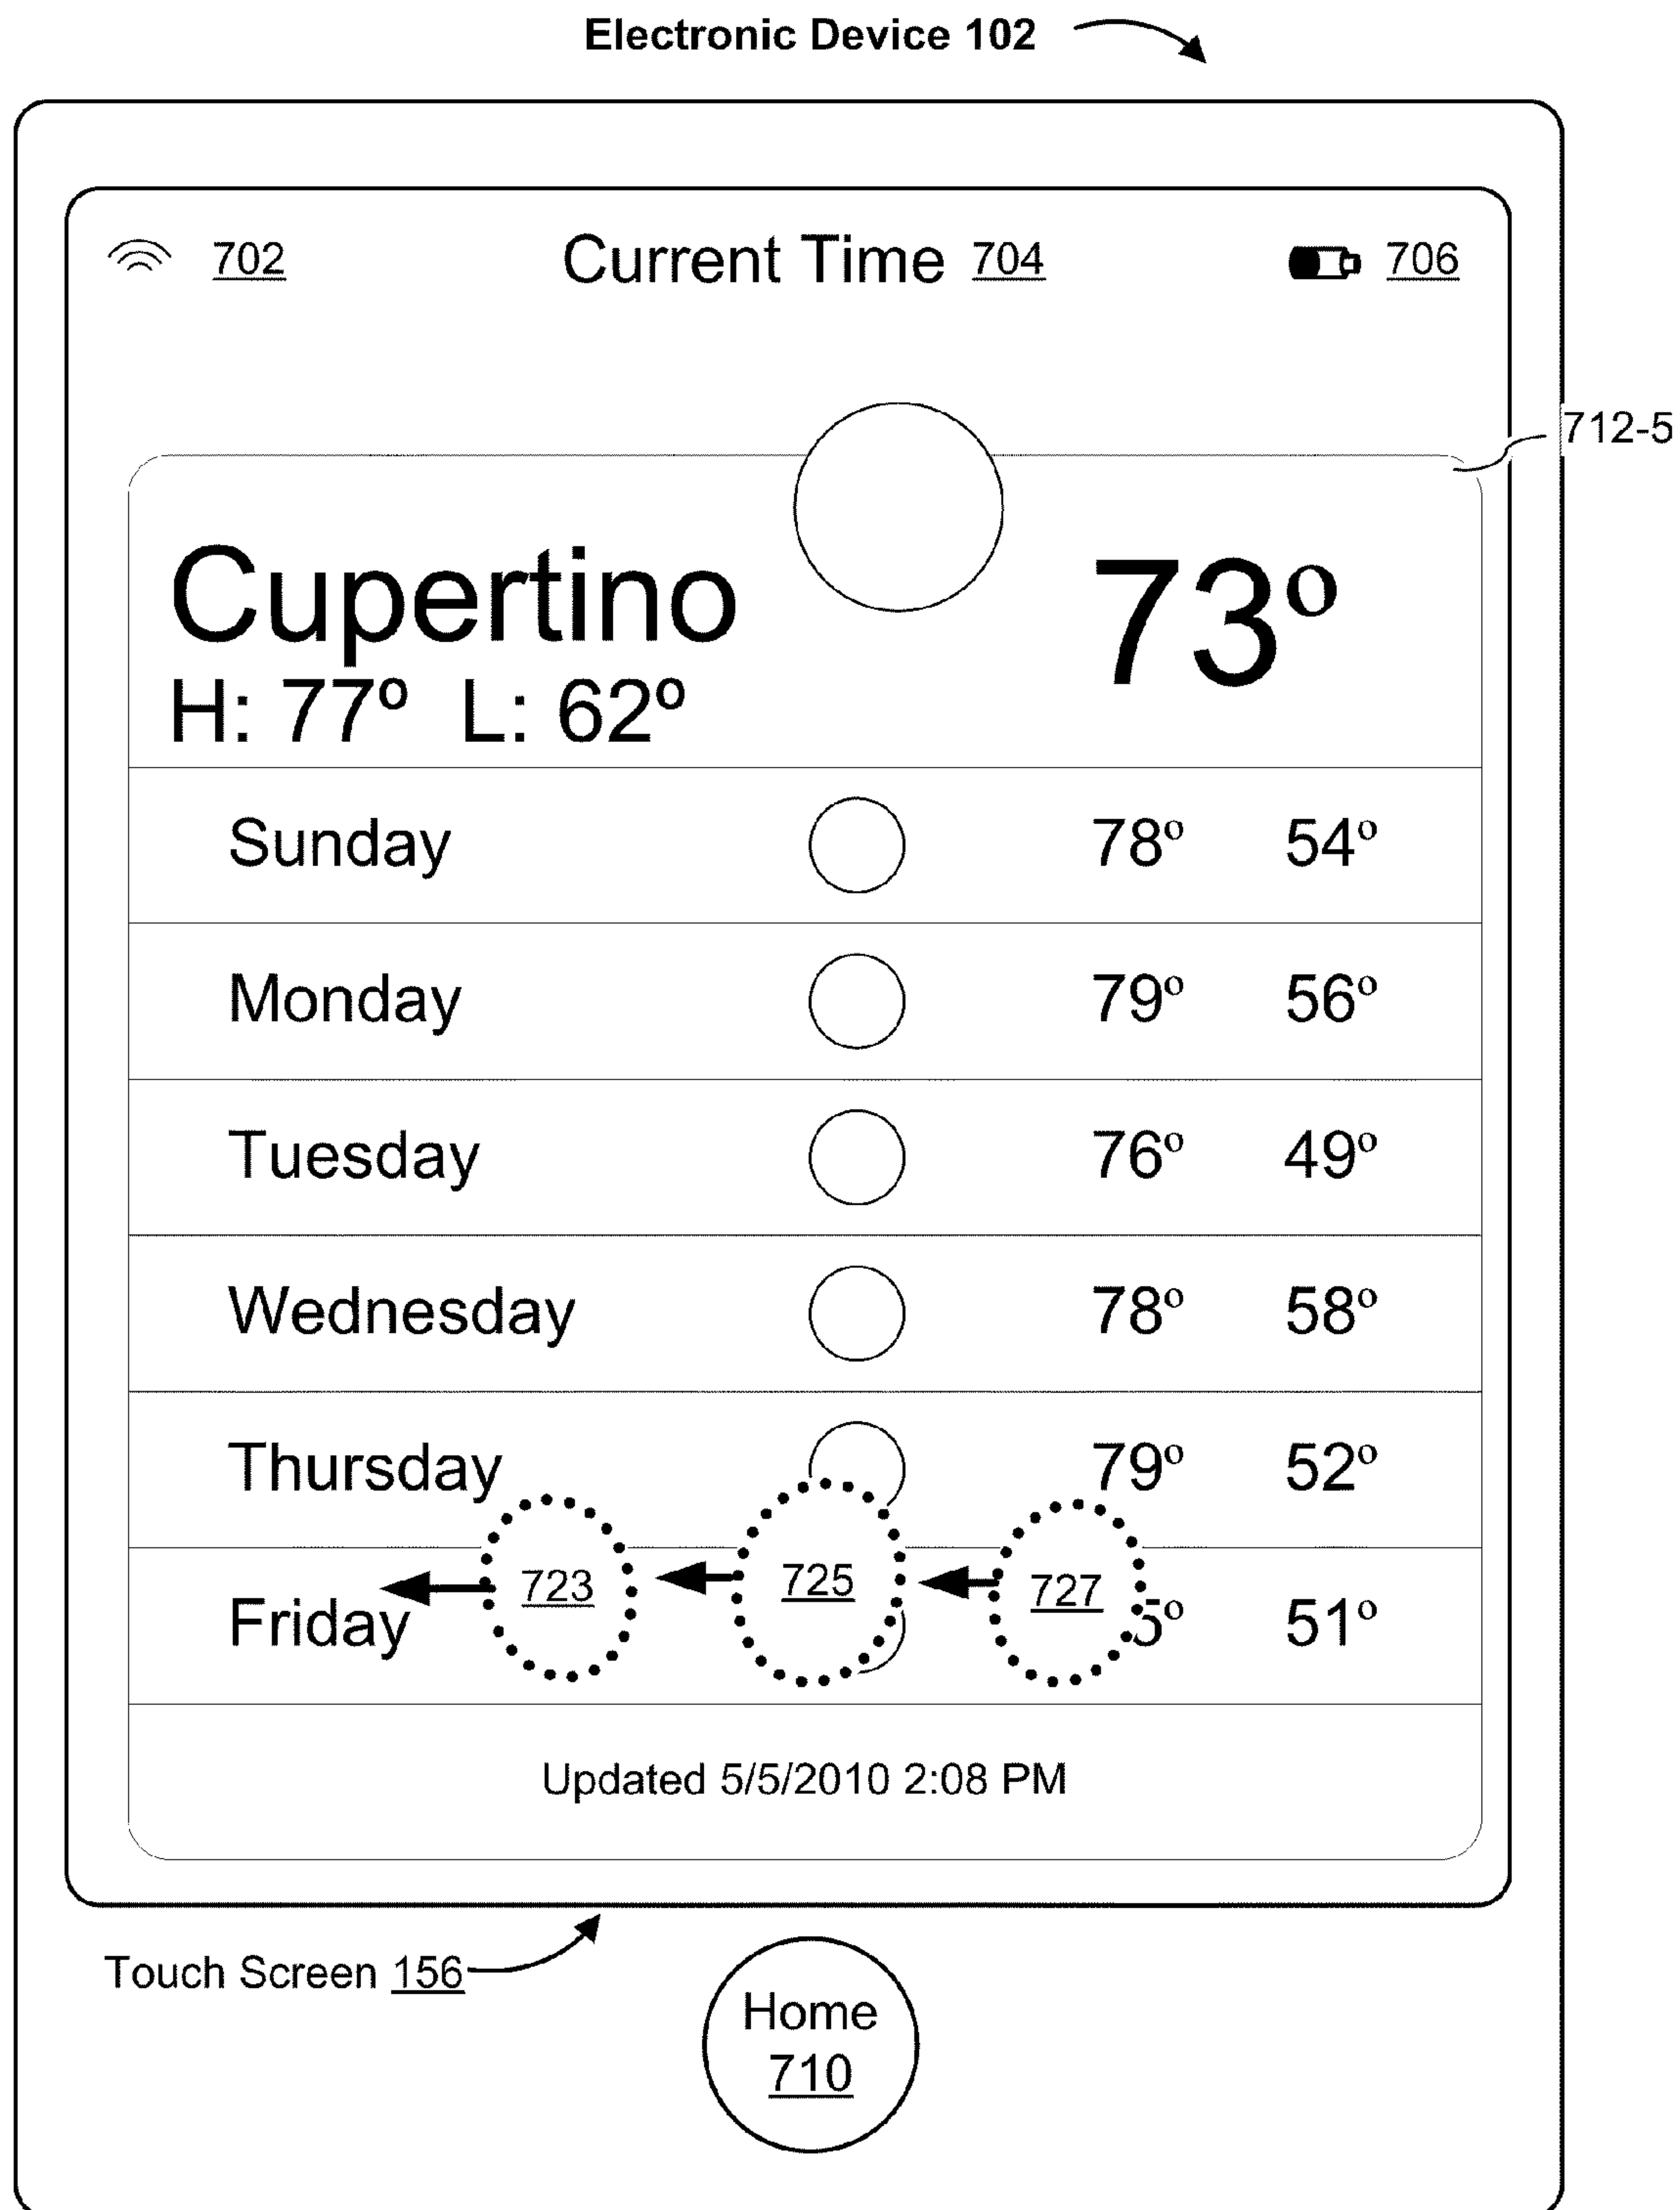 Electronic Device 102
702 Current Time 704 706
712-5
Cupertino 73º
H: 77º L: 62º
Sunday 78º 54º
Monday 79º 56º
Tuesday 76º 49º
Wednesday 78º 58º
Thursday 79º 52º
723 725 727
Friday 5º 51º
Updated 5/5/2010 2:08 PM
Touch Screen 156
Home
710